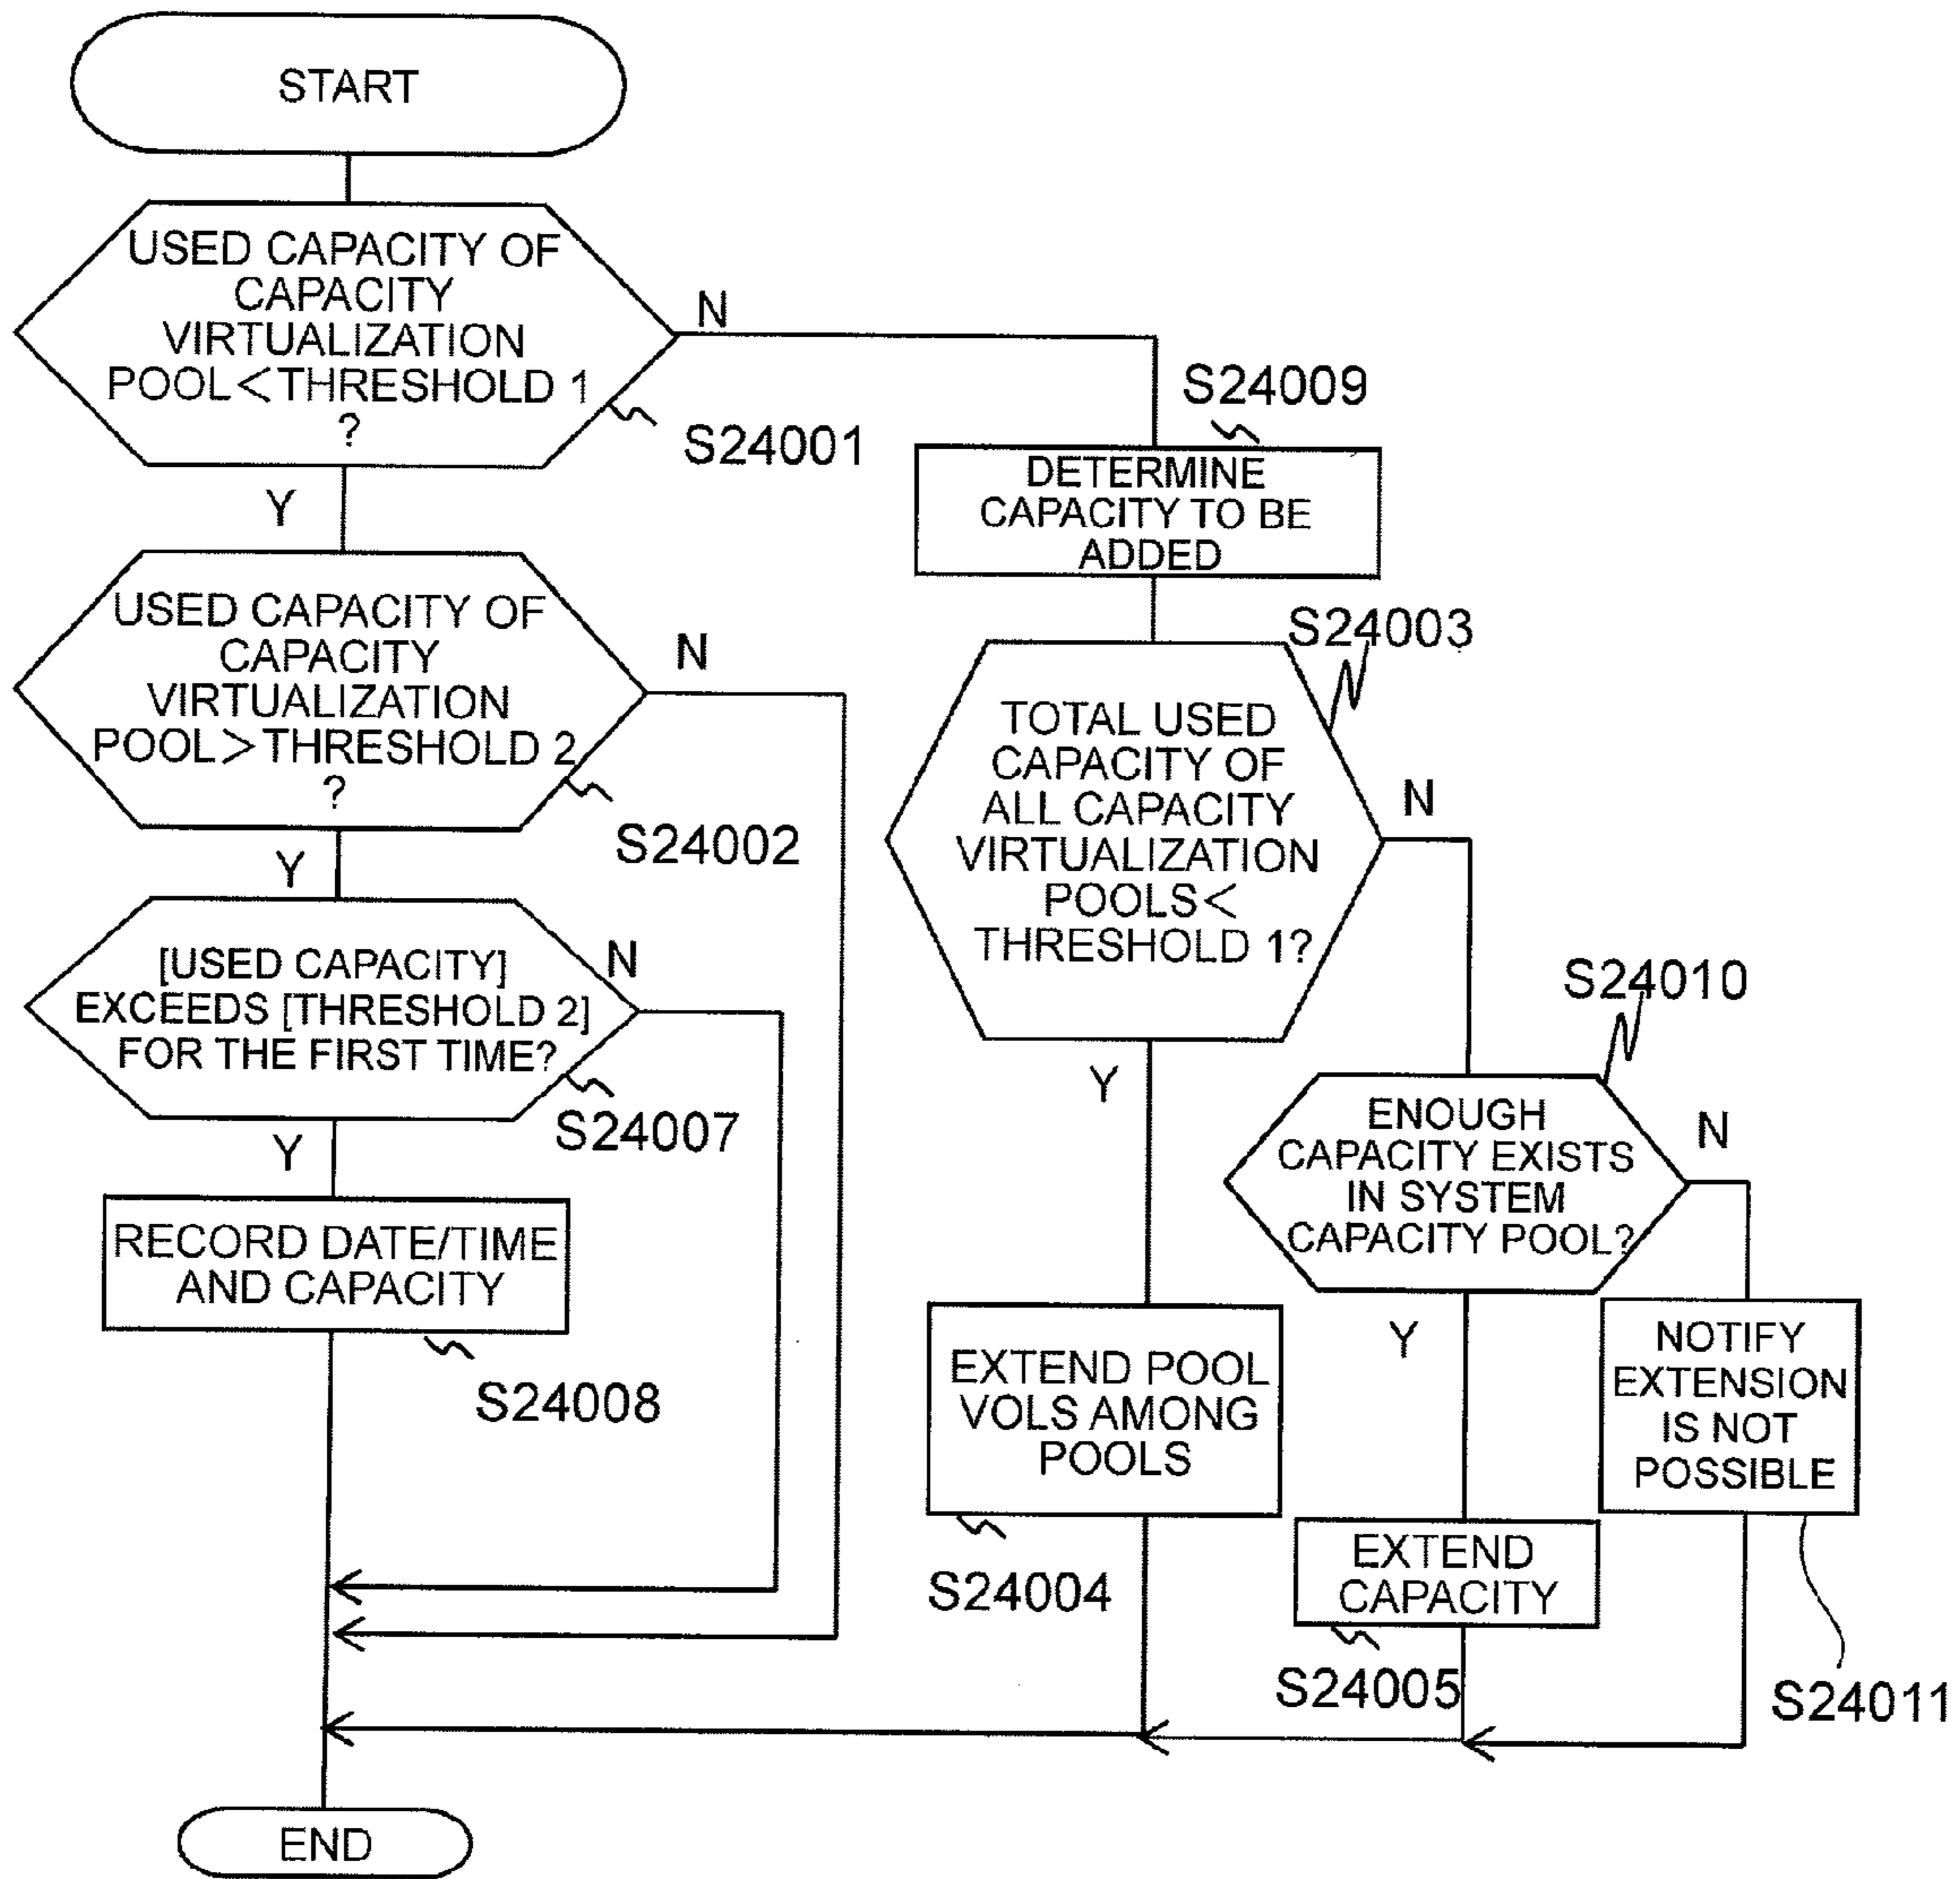 START
USED CAPACITY OF
CAPACITY
VIRTUALIZATION
POOL<THRESHOLD 1
?
S24001
N
Y
USED CAPACITY OF
CAPACITY
VIRTUALIZATION
POOL>THRESHOLD 2
?
S24002
N
Y
[USED CAPACITY]
EXCEEDS [THRESHOLD 2]
FOR THE FIRST TIME?
S24007
N
Y
RECORD DATE/TIME
AND CAPACITY
S24008
S24009
DETERMINE
CAPACITY TO BE
ADDED
S24003
TOTAL USED
CAPACITY OF
ALL CAPACITY
VIRTUALIZATION
POOLS<
THRESHOLD 1?
N
Y
S24010
ENOUGH
CAPACITY EXISTS
IN SYSTEM
CAPACITY POOL?
N
Y
EXTEND POOL
VOLS AMONG
POOLS
S24004
EXTEND
CAPACITY
S24005
NOTIFY
EXTENSION
IS NOT
POSSIBLE
S24011
END